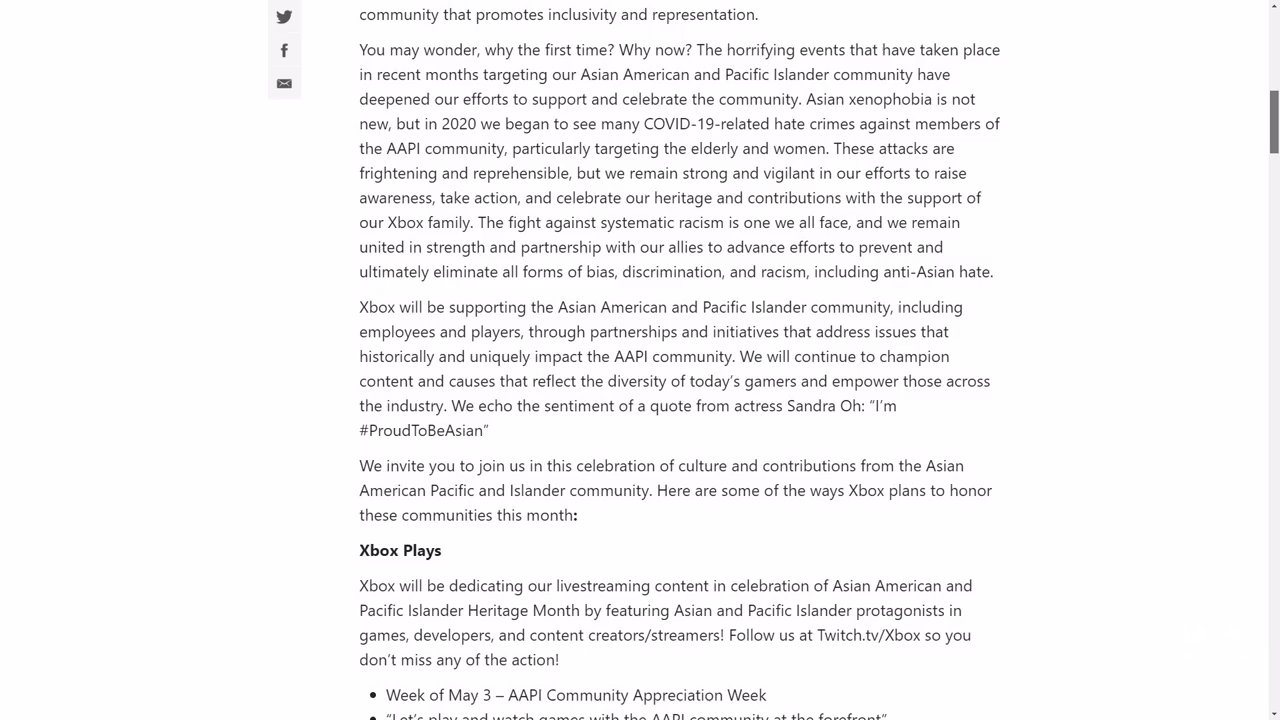 community that promotes inclusivity and representation.
You may wonder, why the first time? Why now? The horrifying events that have taken place
in recent months targeting our Asian American and Pacific Islander community have
deepened our efforts to support and celebrate the community. Asian xenophobia is not
new, but in 2020 we began to see many COVID-19-related hate crimes against members of
the AAPI community, particularly targeting the elderly and women. These attacks are
frightening and reprehensible, but we remain strong and vigilant in our efforts to raise
awareness, take action, and celebrate our heritage and contributions with the support of
our Xbox family. The fight against systematic racism is one we all face, and we remain
united in strength and partnership with our allies to advance efforts to prevent and
ultimately eliminate all forms of bias, discrimination, and racism, including anti-Asian hate.
Xbox will be supporting the Asian American and Pacific Islander community, including
employees and players, through partnerships and initiatives that address issues that
historically and uniquely impact the AAPI community. We will continue to champion
content and causes that reflect the diversity of today’s gamers and empower those across
the industry. We echo the sentiment of a quote from actress Sandra Oh: “I’m
#ProudToBeAsian”
We invite you to join us in this celebration of culture and contributions from the Asian
American Pacific and Islander community. Here are some of the ways Xbox plans to honor
these communities this month:
Xbox Plays
Xbox will be dedicating our livestreaming content in celebration of Asian American and
Pacific Islander Heritage Month by featuring Asian and Pacific Islander protagonists in
games, developers, and content creators/streamers! Follow us at Twitch.tv/Xbox so you
don’t miss any of the action!
• Week of May 3 – AAPI Community Appreciation Week
• “Let’s play and watch games with the AAPI community at the forefront”